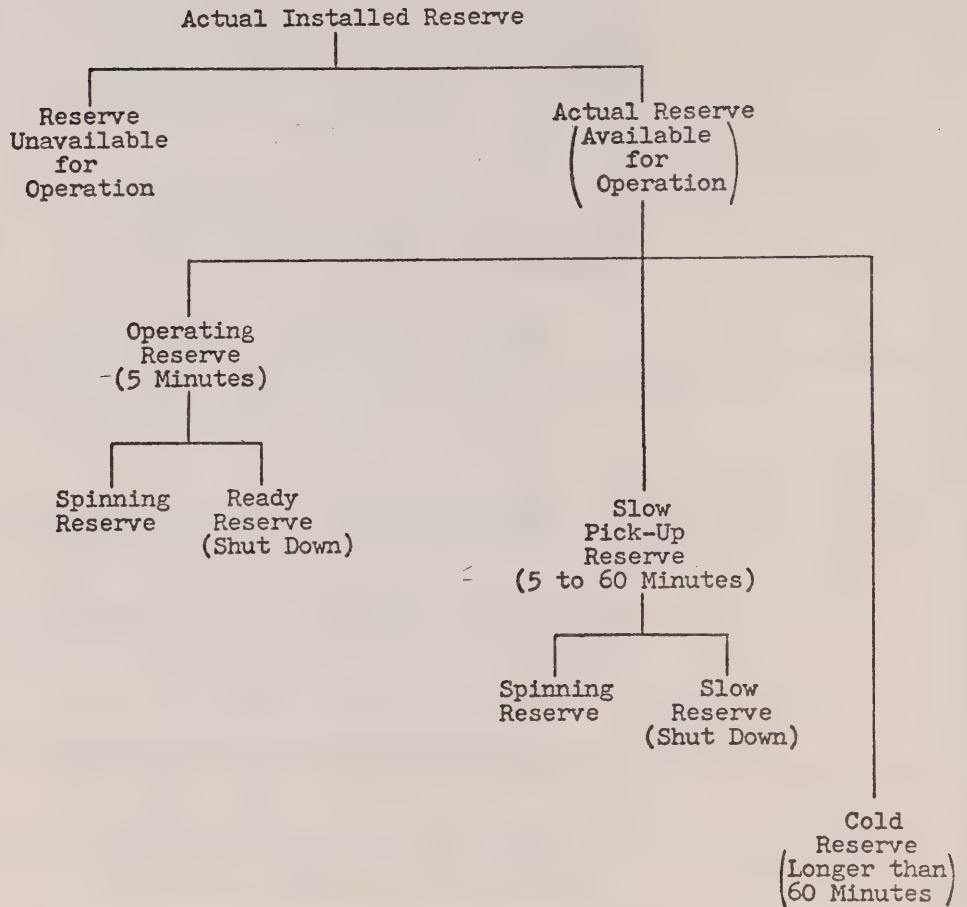 Actual Installed Reserve
Reserve
Unavailable
for
Operation
Actual Reserve
(Available
for
Operation)
Operating
Reserve
(5 Minutes)
Spinning
Reserve
Ready
Reserve
(Shut Down)
Slow
Pick-Up
Reserve
(5 to 60 Minutes)
Spinning
Reserve
Slow
Reserve
(Shut Down)
Cold
Reserve
(Longer than
60 Minutes)